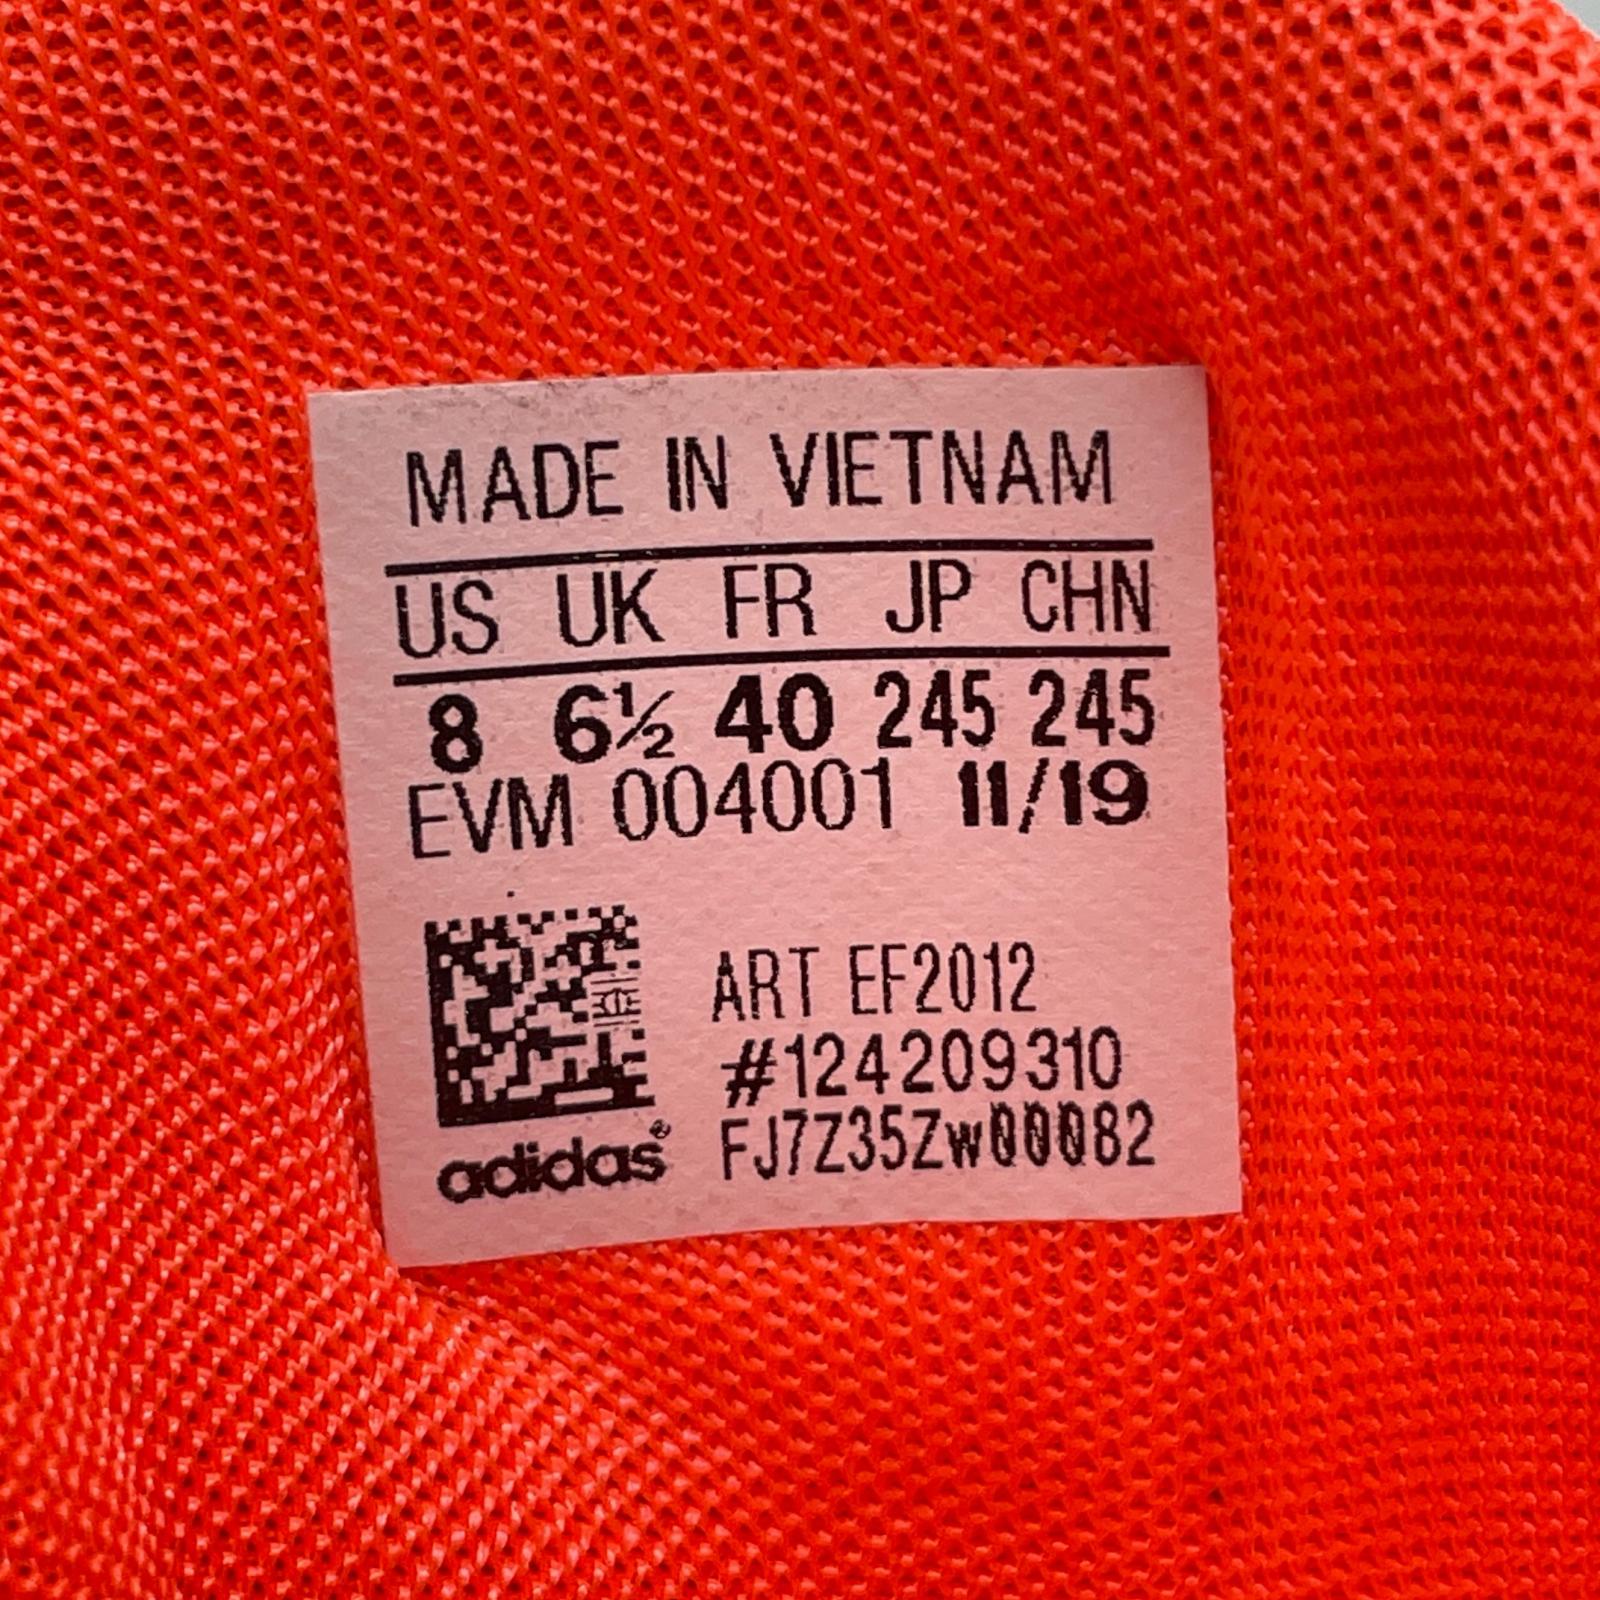 MADE IN VIETNAM
US UK FR JP CHN
8 6½ 40 245 245
EVM 004001 11/19
ART EF2012
#124209310
FJ7Z35Zw00082
adidas®